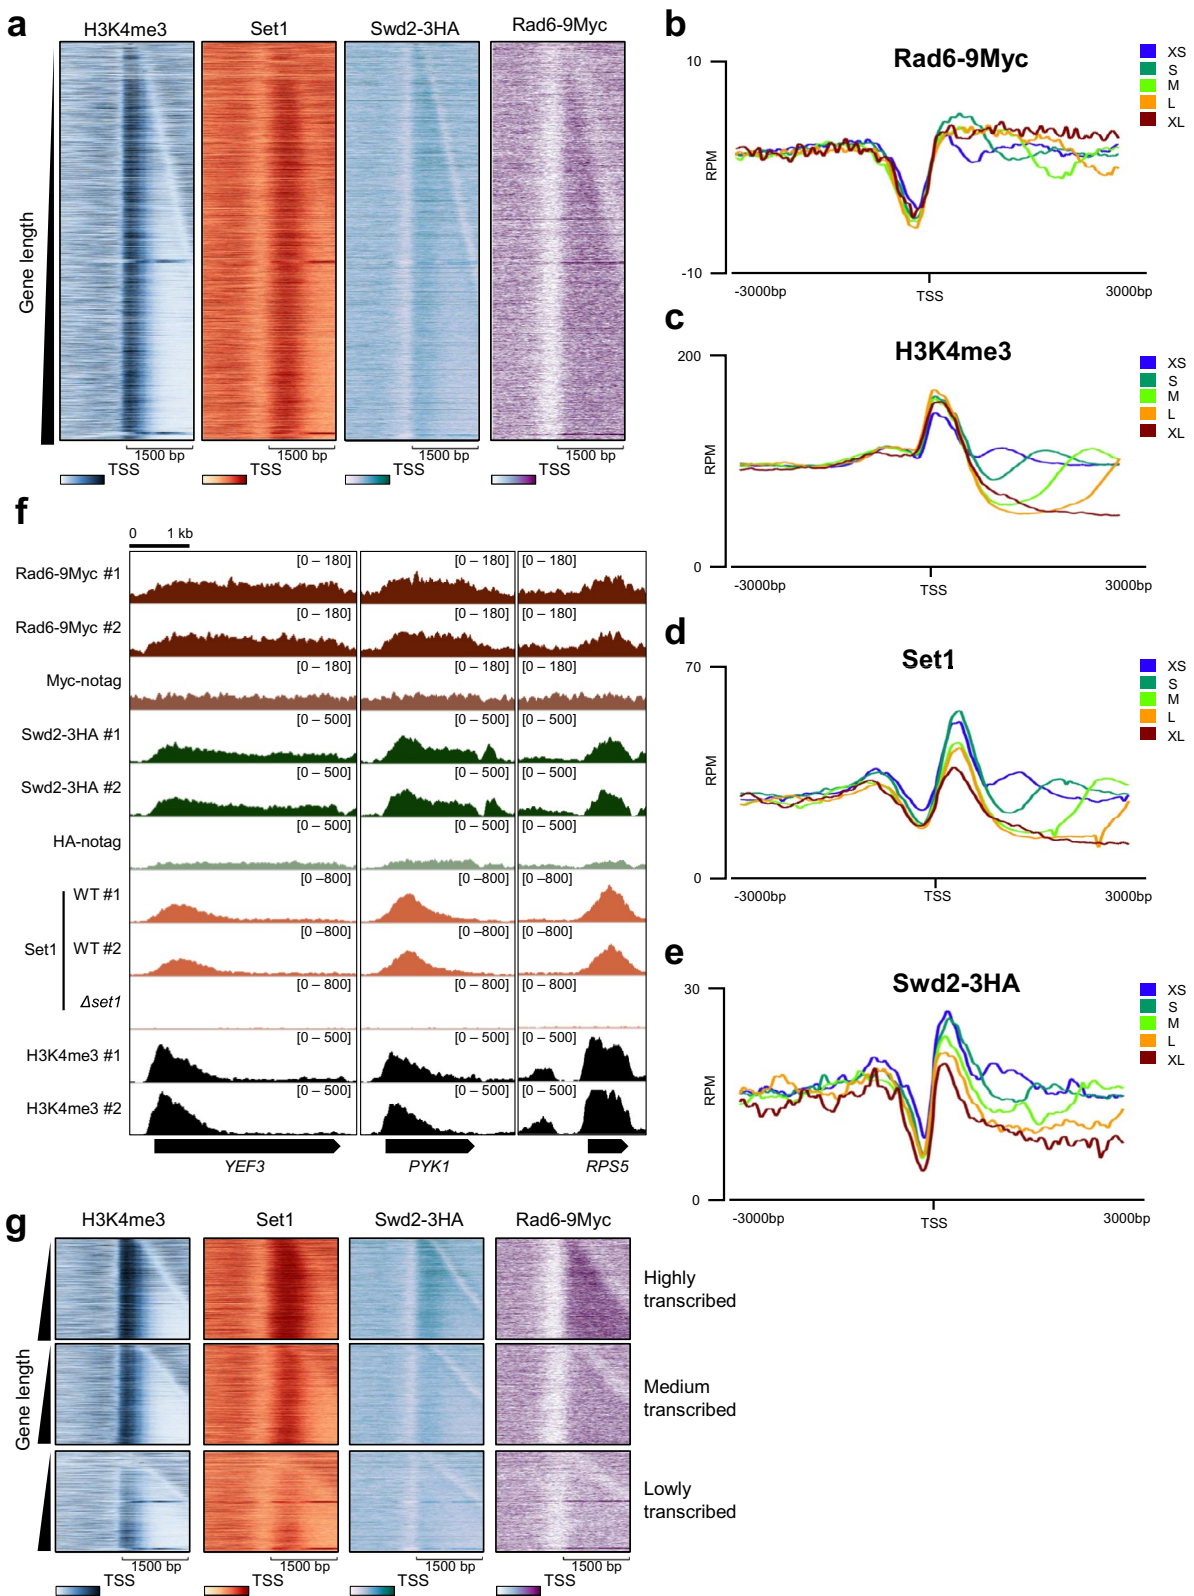 a
H3K4me3 Set1 Swd2-3HA Rad6-9Myc
Gene length
1500 bp 1500 bp 1500 bp 1500 bp
TSS TSS TSS TSS
b
Rad6-9Myc
10
RPM
-10
-3000bp TSS 3000bp
XS
S
M
L
XL
c
H3K4me3
200
RPM
0
-3000bp TSS 3000bp
XS
S
M
L
XL
d
Set1
70
RPM
0
-3000bp TSS 3000bp
XS
S
M
L
XL
e
Swd2-3HA
30
RPM
0
-3000bp TSS 3000bp
XS
S
M
L
XL
f
0 1 kb
Rad6-9Myc #1 [0 – 180] [0 – 180] [0 – 180]
Rad6-9Myc #2 [0 – 180] [0 – 180] [0 – 180]
Myc-notag [0 – 180] [0 – 180] [0 – 180]
Swd2-3HA #1 [0 – 500] [0 – 500] [0 – 500]
Swd2-3HA #2 [0 – 500] [0 – 500] [0 – 500]
HA-notag [0 – 500] [0 – 500] [0 – 500]
Set1
WT #1 [0 –800] [0 –800] [0 –800]
WT #2 [0 –800] [0 –800] [0 –800]
Δset1 [0 – 800] [0 – 800] [0 – 800]
H3K4me3 #1 [0 – 500] [0 – 500] [0 – 500]
H3K4me3 #2 [0 – 500] [0 – 500] [0 – 500]
YEF3 PYK1 RPS5
g
H3K4me3 Set1 Swd2-3HA Rad6-9Myc
Gene length
Highly
transcribed
Medium
transcribed
Lowly
transcribed
1500 bp 1500 bp 1500 bp 1500 bp
TSS TSS TSS TSS